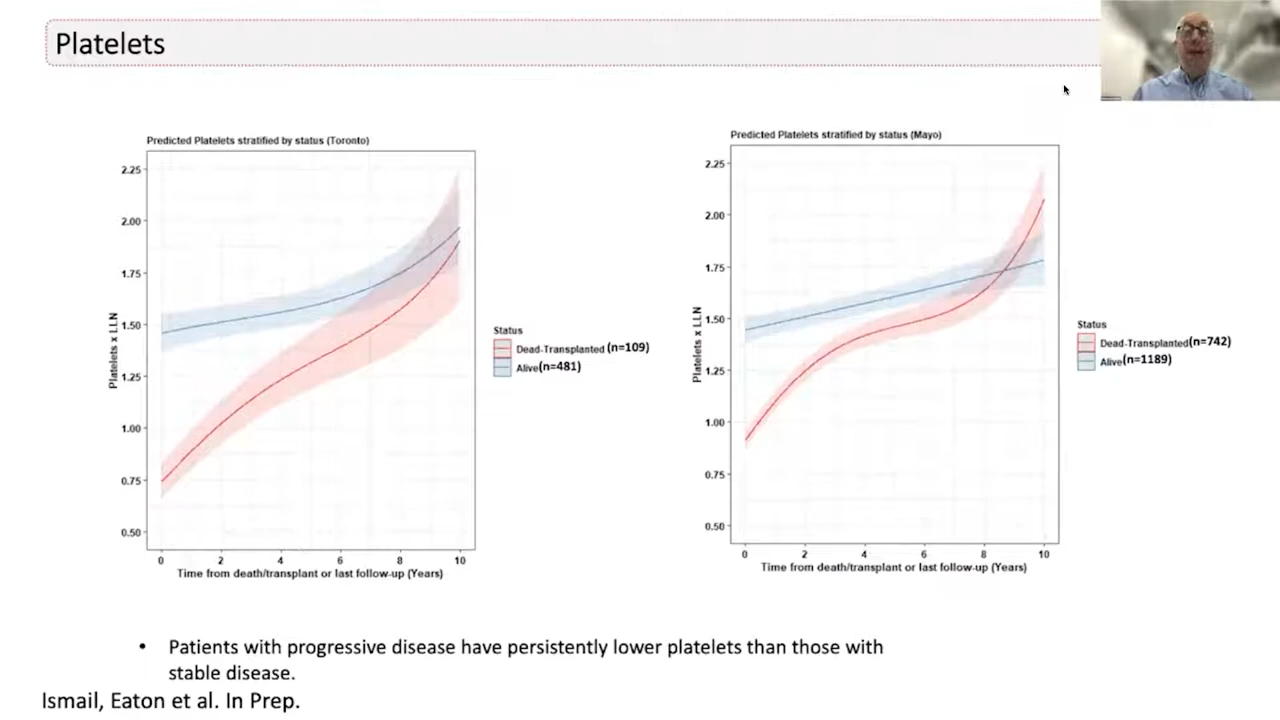 Platelets
Predicted Platelets stratified by status (Toronto)
2.25
2.00
1.75
1.50
1.25
1.00
0.75
0.50
Platelets x LLN
0 2 4 6 8 10
Time from death/transplant or last follow-up (Years)
Status
Dead-Transplanted (n=109)
Alive(n=481)
Predicted Platelets stratified by status (Mayo)
2.25
2.00
1.75
1.50
1.25
1.00
0.75
0.50
Platelets x LLN
0 2 4 6 8 10
Time from death/transplant or last follow-up (Years)
Status
Dead-Transplanted(n=742)
Alive(n=1189)
• Patients with progressive disease have persistently lower platelets than those with
stable disease.
Ismail, Eaton et al. In Prep.